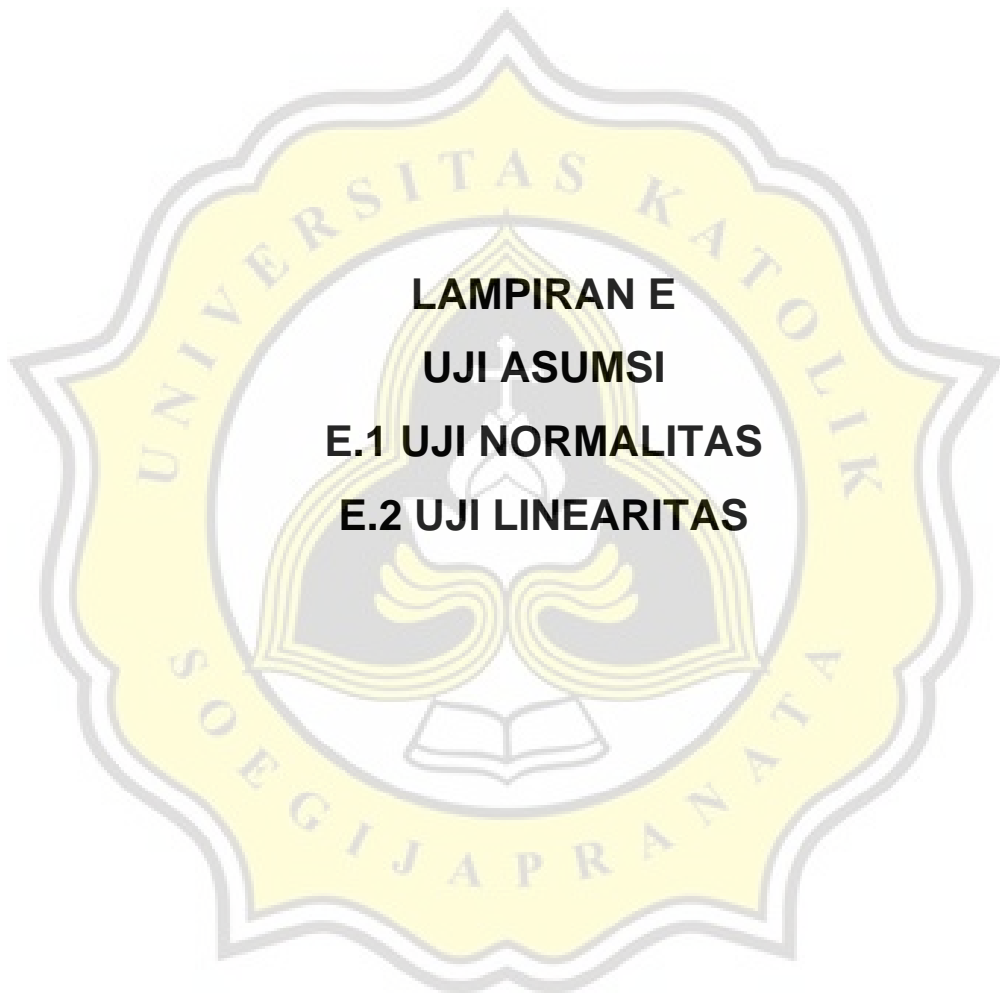 UNIVERSITAS KATOLIK
LAMPIRAN E
UJI ASUMSI
E.1 UJI NORMALITAS
E.2 UJI LINEARITAS
SOEGIJAPRANATA